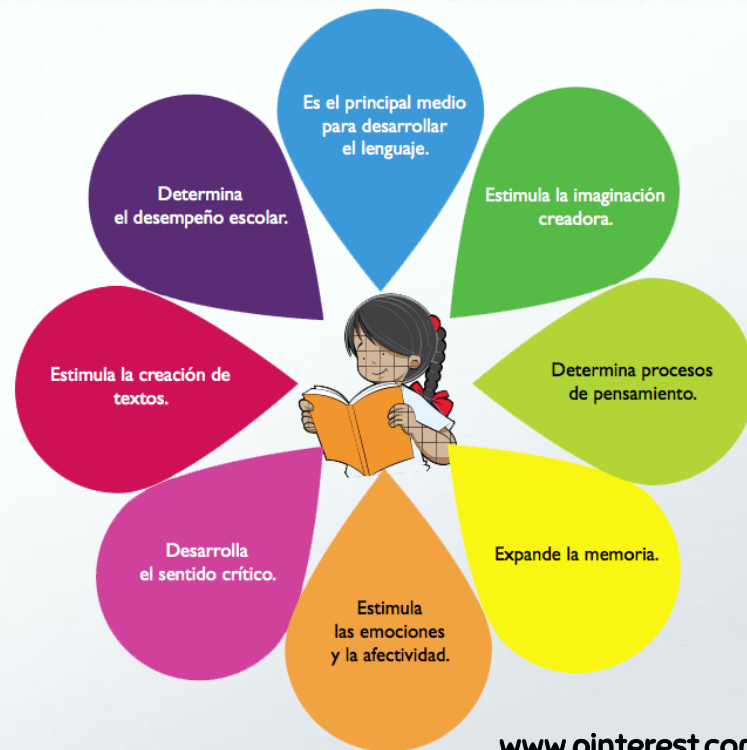 Es el principal medio
para desarrollar
el lenguaje.
Estimula la imaginación
creadora.
Determina procesos
de pensamiento.
Expande la memoria.
Estimula
las emociones
y la afectividad.
Desarrolla
el sentido crítico.
Estimula la creación de
textos.
Determina
el desempeño escolar.
www.pinterest.com